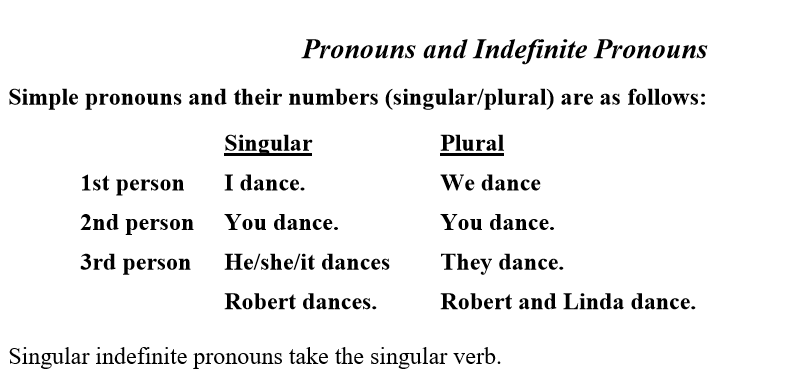 Pronouns and Indefinite Pronouns
Simple pronouns and their numbers (singular/plural) are as follows:
Singular Plural
1st person I dance. We dance
2nd person You dance. You dance.
3rd person He/she/it dances They dance.
Robert dances. Robert and Linda dance.
Singular indefinite pronouns take the singular verb.